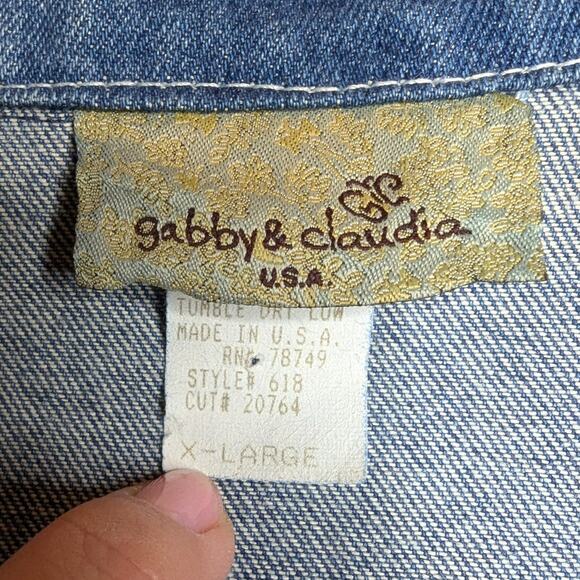 gabby & claudia
U.S.A.
TUMBLE DRY LOW
MADE IN U.S.A.
RN# 78749
STYLE# 618
CUT# 20764
X-LARGE